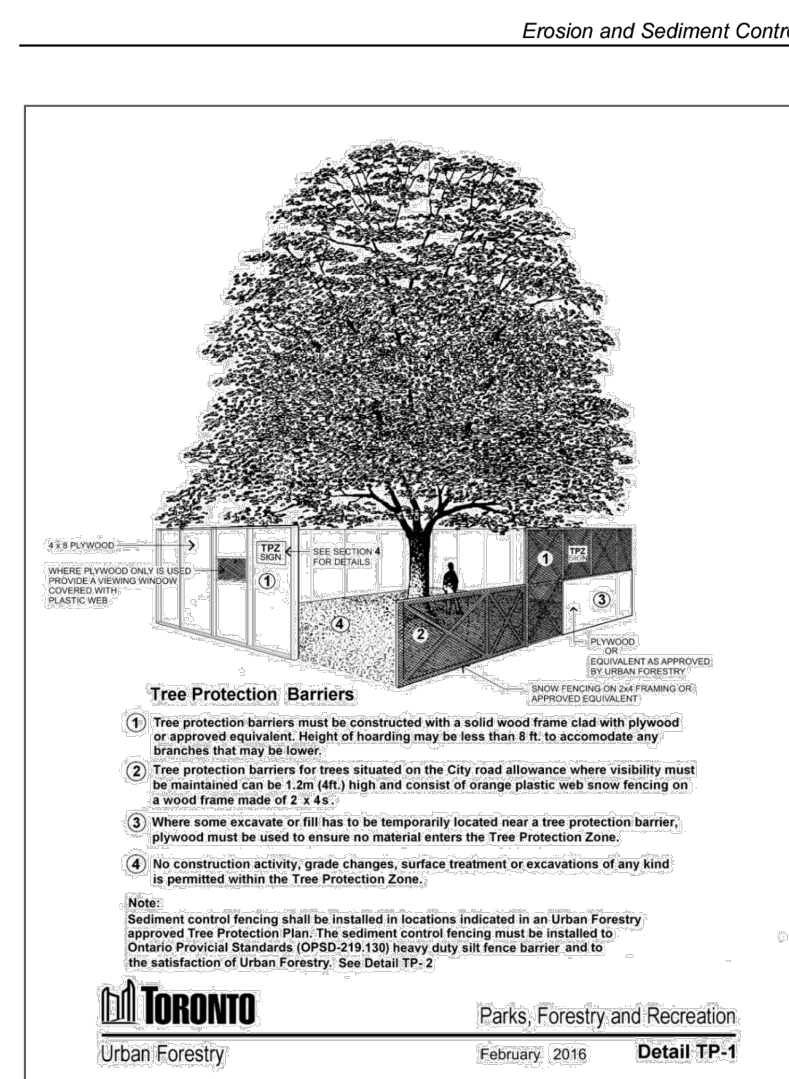 Erosion and Sediment Contro
4 x 8 PLYWOOD
WHERE PLYWOOD ONLY IS USED
PROVIDE A VIEWING WINDOW
COVERED WITH
PLASTIC WEB
TPZ
SIGN
SEE SECTION 4
FOR DETAILS
1
4
2
1
TPZ
SIGN
3
PLYWOOD
OR
EQUIVALENT AS APPROVED
BY URBAN FORESTRY
SNOW FENCING ON 2x4 FRAMING OR
APPROVED EQUIVALENT
Tree Protection Barriers
1 Tree protection barriers must be constructed with a solid wood frame clad with plywood
or approved equivalent. Height of hoarding may be less than 8 ft. to accomodate any
branches that may be lower.
2 Tree protection barriers for trees situated on the City road allowance where visibility must
be maintained can be 1.2m (4ft.) high and consist of orange plastic web snow fencing on
a wood frame made of 2 x 4s.
3 Where some excavate or fill has to be temporarily located near a tree protection barrier,
plywood must be used to ensure no material enters the Tree Protection Zone.
4 No construction activity, grade changes, surface treatment or excavations of any kind
is permitted within the Tree Protection Zone.
Note:
Sediment control fencing shall be installed in locations indicated in an Urban Forestry
approved Tree Protection Plan. The sediment control fencing must be installed to
Ontario Provicial Standards (OPSD-219.130) heavy duty silt fence barrier and to
the satisfaction of Urban Forestry. See Detail TP-2
TORONTO
Parks, Forestry and Recreation
Urban Forestry
February 2016
Detail TP-1